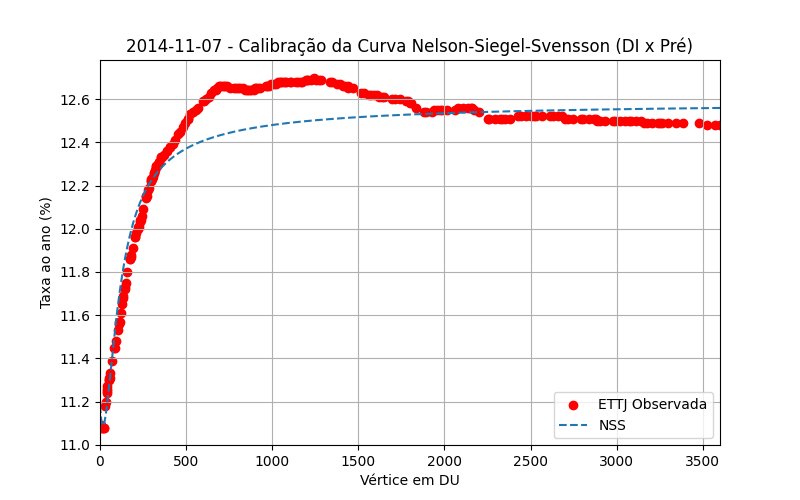 2014-11-07 - Calibração da Curva Nelson-Siegel-Svensson (DI x Pré)
Taxa ao ano (%)
12.6
12.4
12.2
12.0
11.8
11.6
11.4
11.2
11.0
0 500 1000 1500 2000 2500 3000 3500
Vértice em DU
ETTJ Observada
NSS